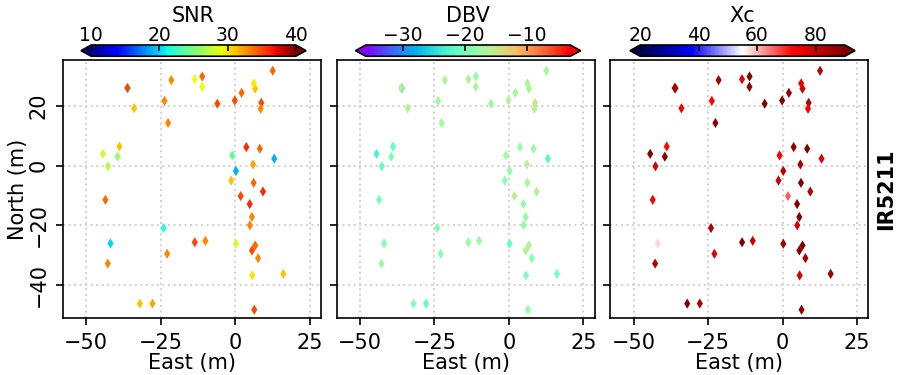 SNR DBV Xc
10 20 30 40 −30 −20 −10 20 40 60 80
20
0
−20
−40
North (m)
−50 −25 0 25 −50 −25 0 25 −50 −25 0 25
East (m) East (m) East (m)
IR5211